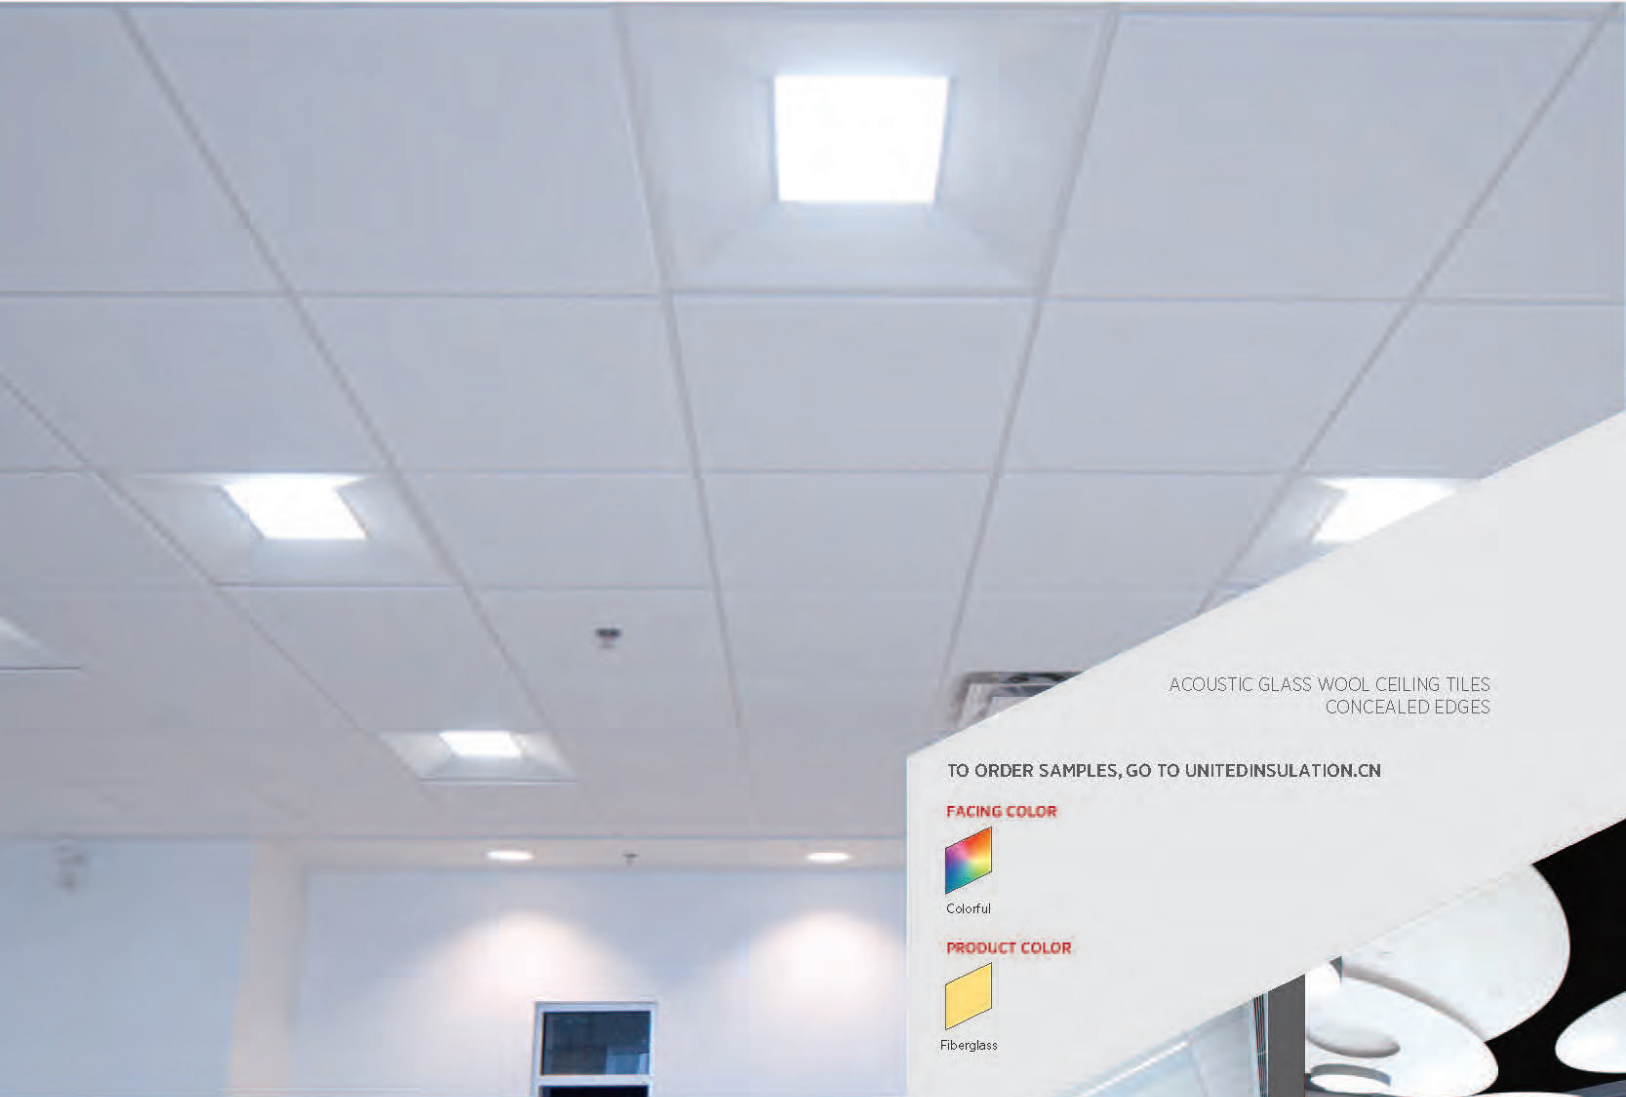 ACOUSTIC GLASS WOOL CEILING TILES
CONCEALED EDGES
TO ORDER SAMPLES, GO TO UNITEDINSULATION.CN
FACING COLOR
Colorful
PRODUCT COLOR
Fiberglass